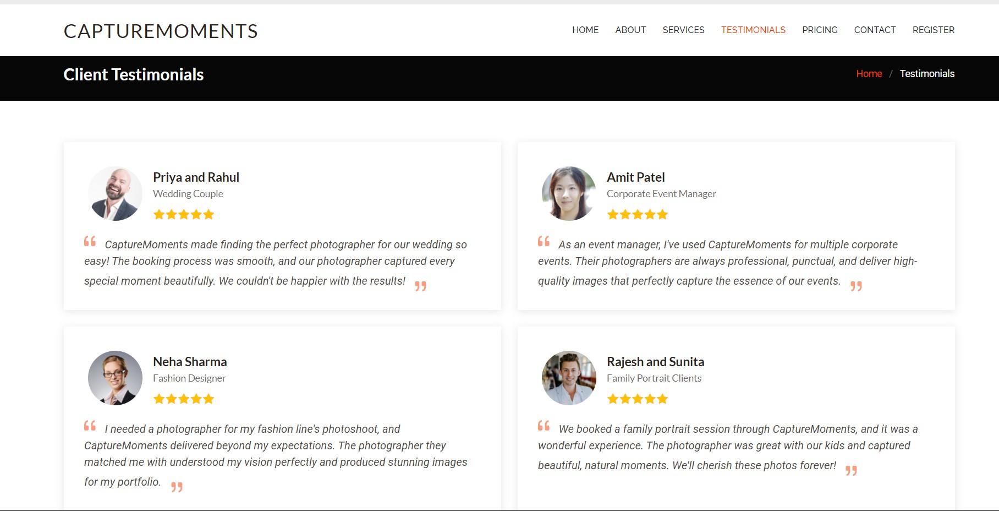 CAPTUREMOMENTS
HOME ABOUT SERVICES TESTIMONIALS PRICING CONTACT REGISTER
Client Testimonials
Home / Testimonials
Priya and Rahul
Wedding Couple
“ CaptureMoments made finding the perfect photographer for our wedding so
easy! The booking process was smooth, and our photographer captured every
special moment beautifully. We couldn't be happier with the results! ”
Amit Patel
Corporate Event Manager
“ As an event manager, I've used CaptureMoments for multiple corporate
events. Their photographers are always professional, punctual, and deliver high-
quality images that perfectly capture the essence of our events. ”
Neha Sharma
Fashion Designer
“ I needed a photographer for my fashion line's photoshoot, and
CaptureMoments delivered beyond my expectations. The photographer they
matched me with understood my vision perfectly and produced stunning images
for my portfolio. ”
Rajesh and Sunita
Family Portrait Clients
“ We booked a family portrait session through CaptureMoments, and it was a
wonderful experience. The photographer was great with our kids and captured
beautiful, natural moments. We'll cherish these photos forever! ”